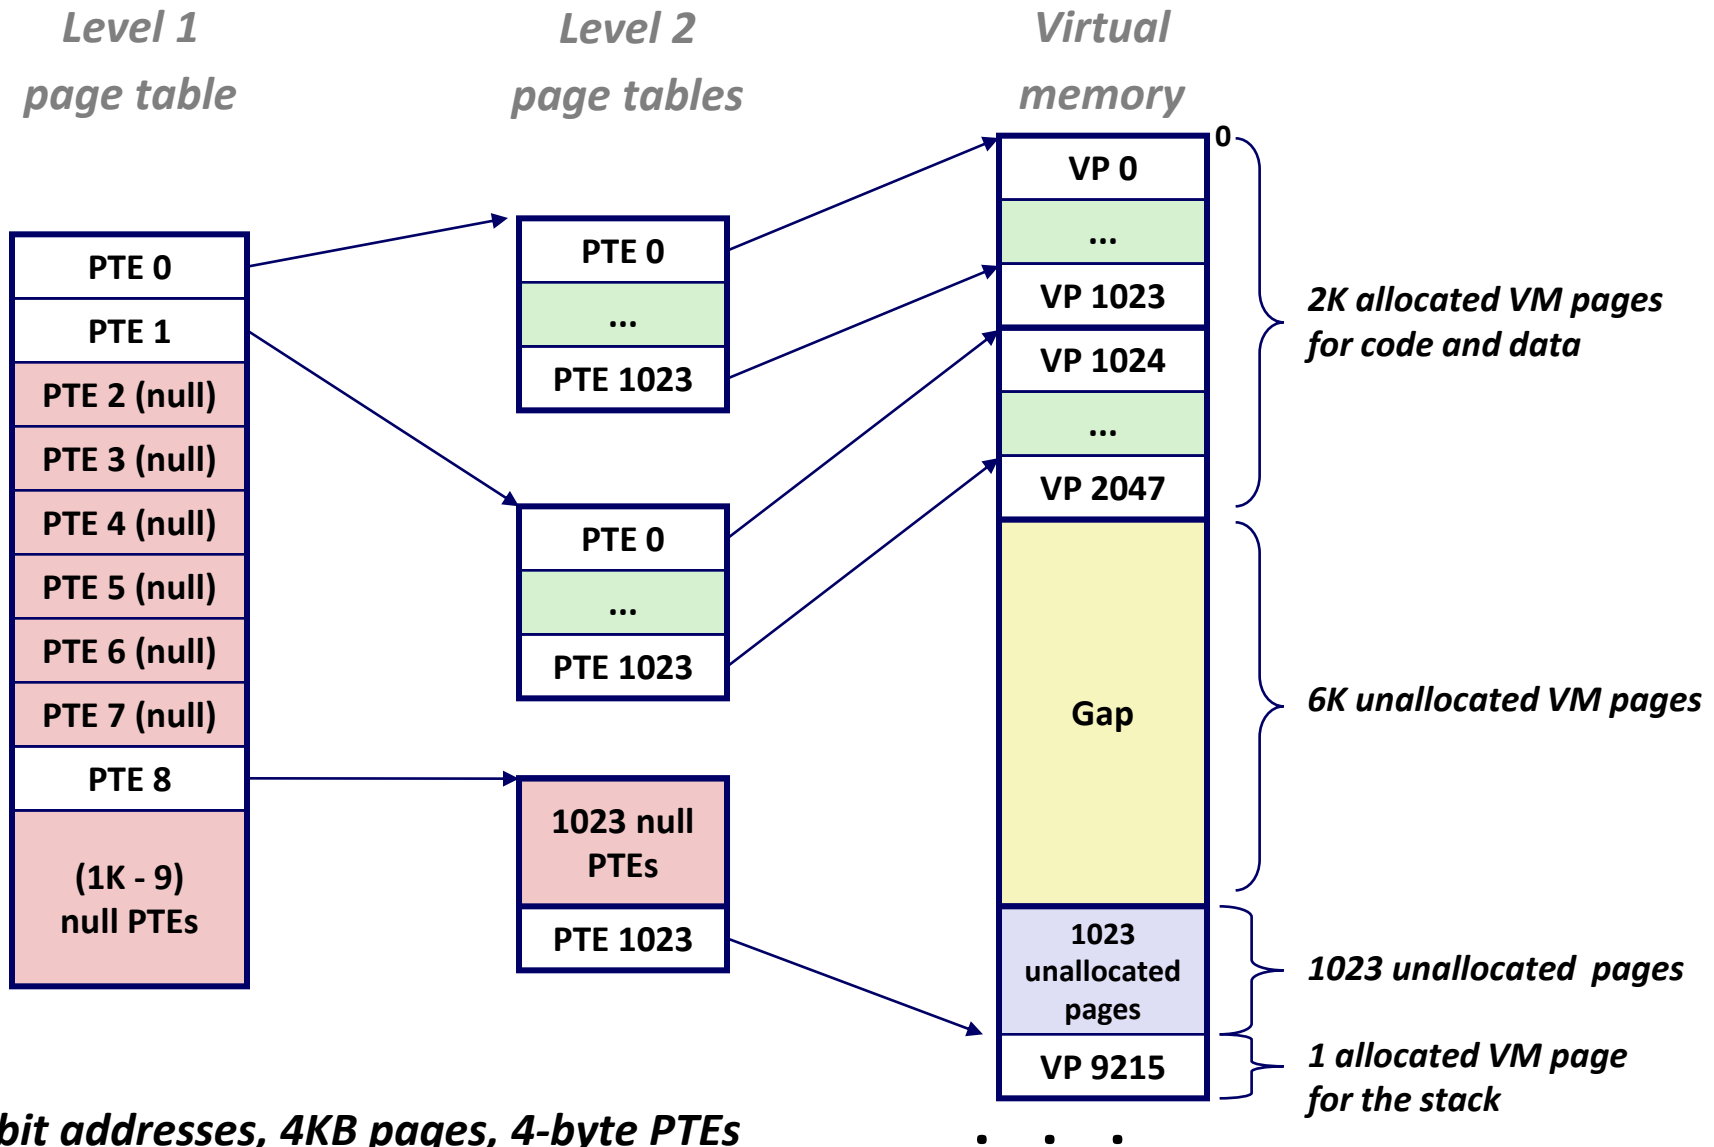 Level 1
page table
Level 2
page tables
Virtual
memory
PTE 0
PTE 1
PTE 2 (null)
PTE 3 (null)
PTE 4 (null)
PTE 5 (null)
PTE 6 (null)
PTE 7 (null)
PTE 8
(1K - 9)
null PTEs
PTE 0
...
PTE 1023
PTE 0
...
PTE 1023
1023 null
PTEs
PTE 1023
0
VP 0
...
VP 1023
VP 1024
...
VP 2047
Gap
1023
unallocated
pages
VP 9215
2K allocated VM pages
for code and data
6K unallocated VM pages
1023 unallocated pages
1 allocated VM page
for the stack
bit addresses, 4KB pages, 4-byte PTEs
. . .